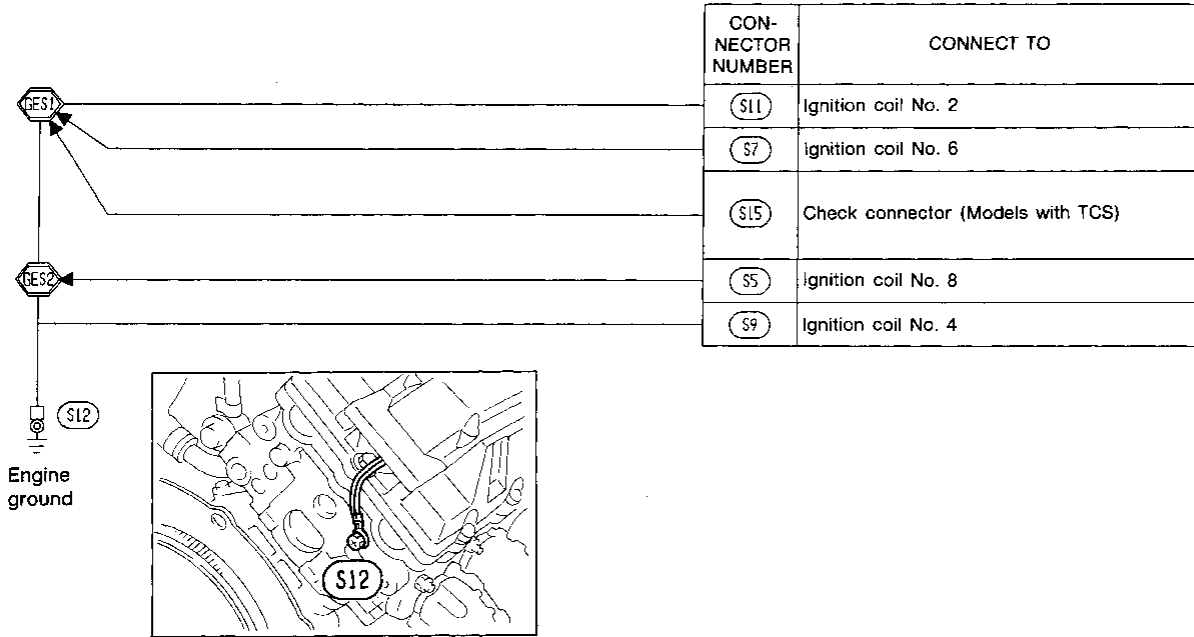 CON-
NECTOR
NUMBER
CONNECT TO
GES1
S11 Ignition coil No. 2
S7 Ignition coil No. 6
S15 Check connector (Models with TCS)
GES2
S5 Ignition coil No. 8
S9 Ignition coil No. 4
S12
Engine
ground
S12